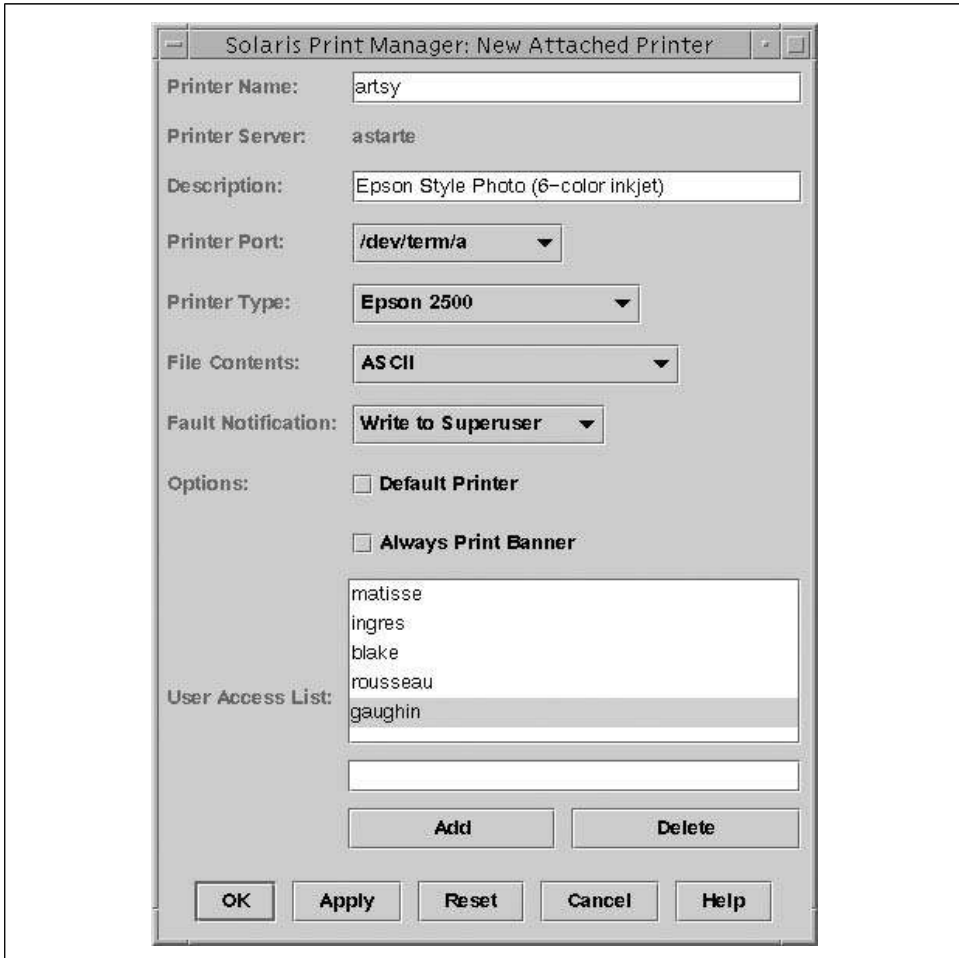 Solaris Print Manager: New Attached Printer
Printer Name: artsy
Printer Server: astarte
Description: Epson Style Photo (6-color inkjet)
Printer Port: /dev/term/a
Printer Type: Epson 2500
File Contents: ASCII
Fault Notification: Write to Superuser
Options: Default Printer
Always Print Banner
matisse
ingres
blake
rousseau
User Access List:
gaughin
Add Delete
OK Apply Reset Cancel Help